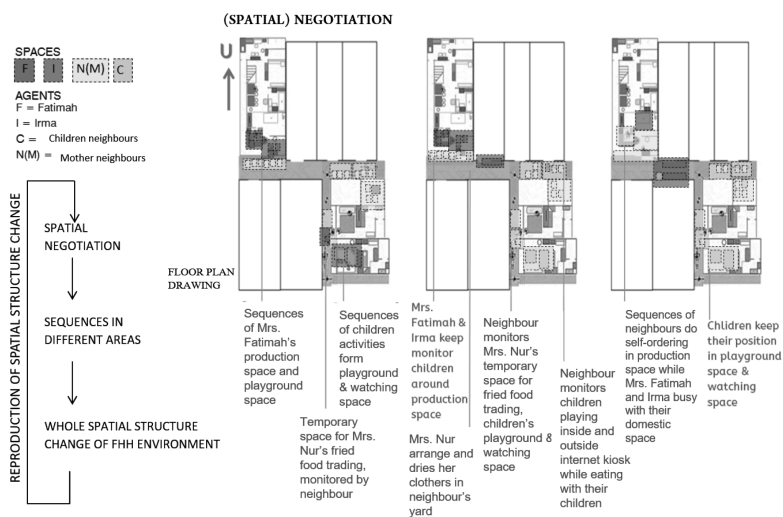 (SPATIAL) NEGOTIATION
SPACES
F I N(M) C
AGENTS
F = Fatimah
I = Irma
C = Children neighbours
N(M) = Mother neighbours
U
REPRODUCTION OF SPATIAL STRUCTURE CHANGE
SPATIAL
NEGOTIATION
SEQUENCES IN
DIFFERENT AREAS
WHOLE SPATIAL STRUCTURE
CHANGE OF FHH ENVIRONMENT
FLOOR PLAN
DRAWING
Sequences
of Mrs.
Fatimah's
production
space and
playground
space
Temporary
space for Mrs.
Nur's fried
food trading,
monitored by
neighbour
Sequences
of children
activities
form
playground
& watching
space
Mrs.
Fatimah &
Irma keep
monitor
children
around
production
space
Mrs. Nur
arrange and
dries her
clothers in
neighbour's
yard
Neighbour
monitors
Mrs. Nur's
temporary
space for
fried food
trading,
children's
playground &
watching
space
Neighbour
monitors
children
playing
inside and
outside
internet kiosk
while eating
with their
children
Sequences of
neighbours do
self-ordering
in production
space while
Mrs. Fatimah
and Irma busy
with their
domestic
space
Children keep
their position
in playground
space &
watching
space